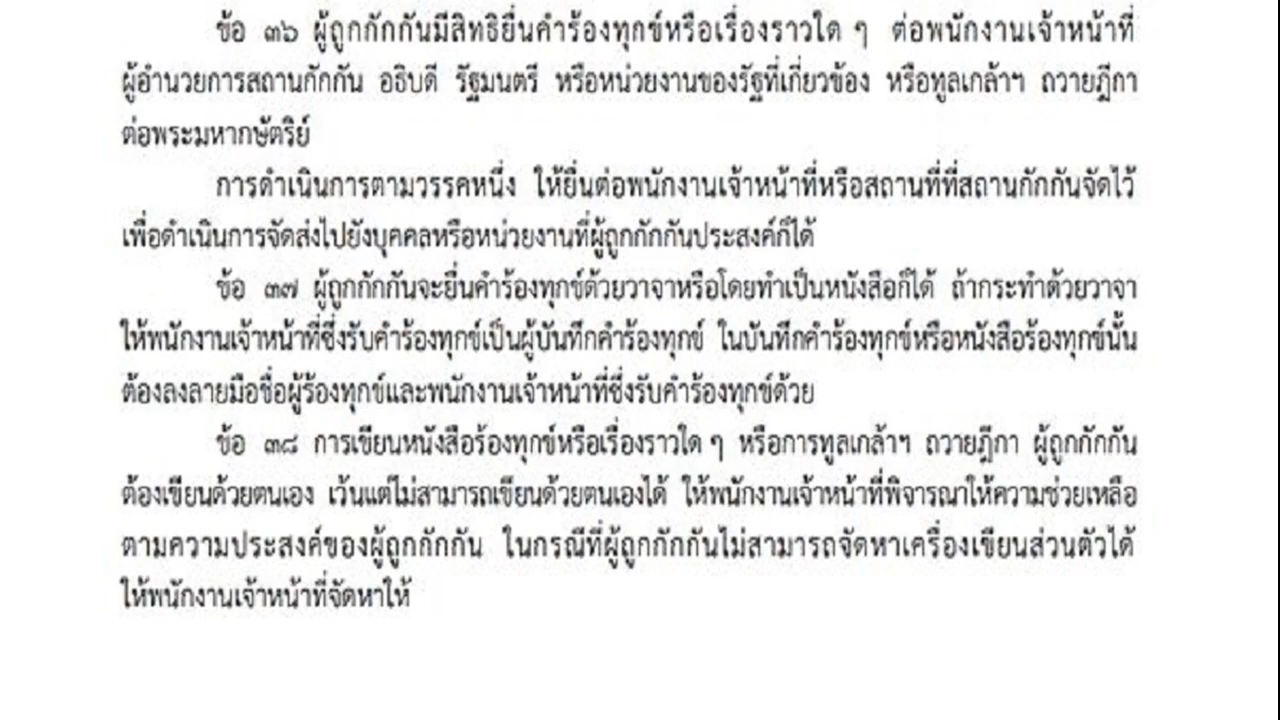 ข้อ ๓๖ ผู้ถูกกักกันมีสิทธิยื่นคำร้องทุกข์หรือเรื่องราวใด ๆ ต่อพนักงานเจ้าหน้าที่
ผู้อำนวยการสถานกักกัน อธิบดี รัฐมนตรี หรือหน่วยงานของรัฐที่เกี่ยวข้อง หรือทูลเกล้าฯ ถวายฎีกา
ต่อพระมหากษัตริย์
การดำเนินการตามวรรคหนึ่ง ให้ยื่นต่อพนักงานเจ้าหน้าที่หรือสถานที่ที่สถานกักกันจัดไว้
เพื่อดำเนินการจัดส่งไปยังบุคคลหรือหน่วยงานที่ผู้ถูกกักกันประสงค์ก็ได้
ข้อ ๓๗ ผู้ถูกกักกันจะยื่นคำร้องทุกข์ด้วยวาจาหรือโดยทำเป็นหนังสือก็ได้ ถ้ากระทำด้วยวาจา
ให้พนักงานเจ้าหน้าที่ซึ่งรับคำร้องทุกข์เป็นผู้บันทึกคำร้องทุกข์ ในบันทึกคำร้องทุกข์หรือหนังสือร้องทุกข์นั้น
ต้องลงลายมือชื่อผู้ร้องทุกข์และพนักงานเจ้าหน้าที่ซึ่งรับคำร้องทุกข์ด้วย
ข้อ ๓๘ การเขียนหนังสือร้องทุกข์หรือเรื่องราวใด ๆ หรือการทูลเกล้าฯ ถวายฎีกา ผู้ถูกกักกัน
ต้องเขียนด้วยตนเอง เว้นแต่ไม่สามารถเขียนด้วยตนเองได้ ให้พนักงานเจ้าหน้าที่พิจารณาให้ความช่วยเหลือ
ตามความประสงค์ของผู้ถูกกักกัน ในกรณีที่ผู้ถูกกักกันไม่สามารถจัดหาเครื่องเขียนส่วนตัวได้
ให้พนักงานเจ้าหน้าที่จัดหาให้